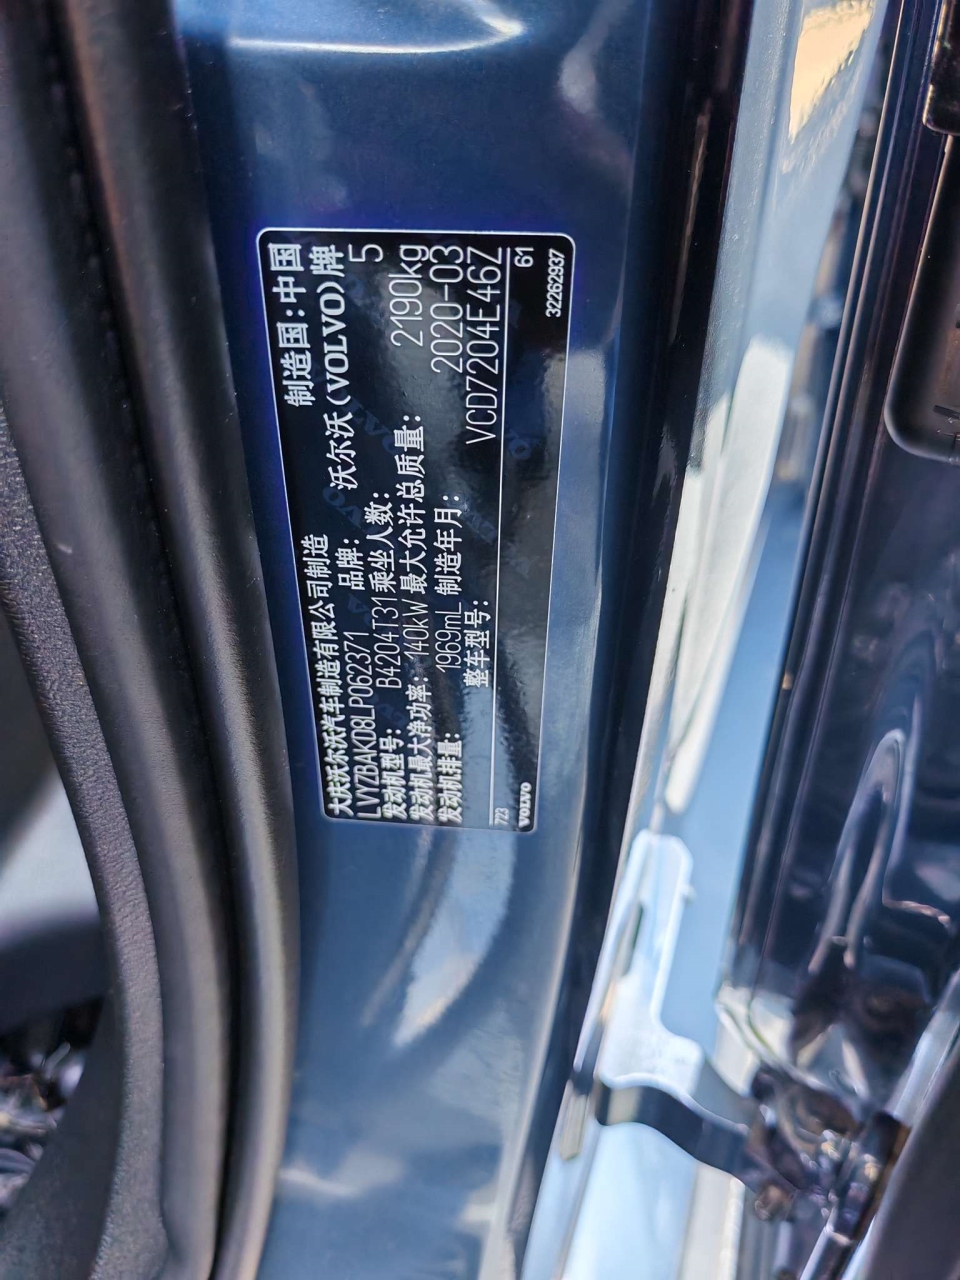 制造国:中国
大庆沃尔沃汽车制造有限公司制造
LVYZBAKD8LP062371 品牌: 沃尔沃(VOLVO)牌
发动机型号: B4204T31 乘坐人数: 5
发动机最大净功率: 140kW 最大允许总质量: 2190kg
发动机排量: 1969mL 制造年月: 2020-03
整车型号: VCD7204E46Z
723 61
VOLVO 32262937